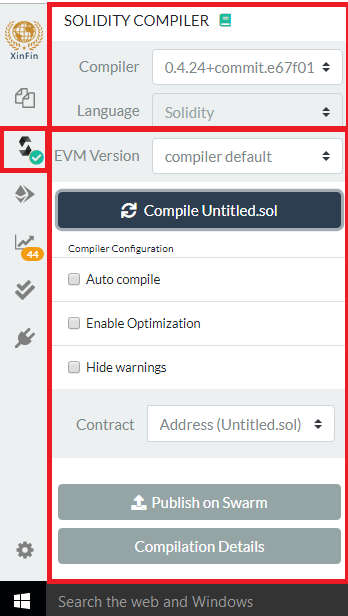 SOLIDITY COMPILER
XinFin
Compiler 0.4.24+commit.e67f01
Language Solidity
EVM Version compiler default
Compile Untitled.sol
Compiler Configuration
Auto compile
44
Enable Optimization
Hide warnings
Contract Address (Untitled.sol)
Publish on Swarm
Compilation Details
Search the web and Windows